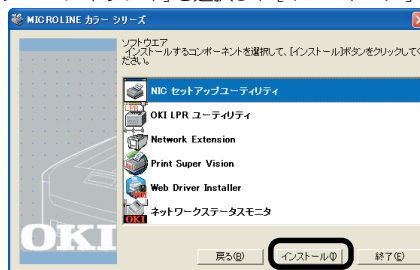 MICROLINE カラー シリーズ
ソフトウエア
インストールするコンポーネントを選択して、[インストール]ボタンをクリックしてく
ださい。
NIC セットアップユーティリティ
OKI LPR ユーティリティ
Network Extension
Print Super Vision
Web Driver Installer
ネットワークステータスモニタ
OKI
戻る(B) インストール(I) 終了(E)